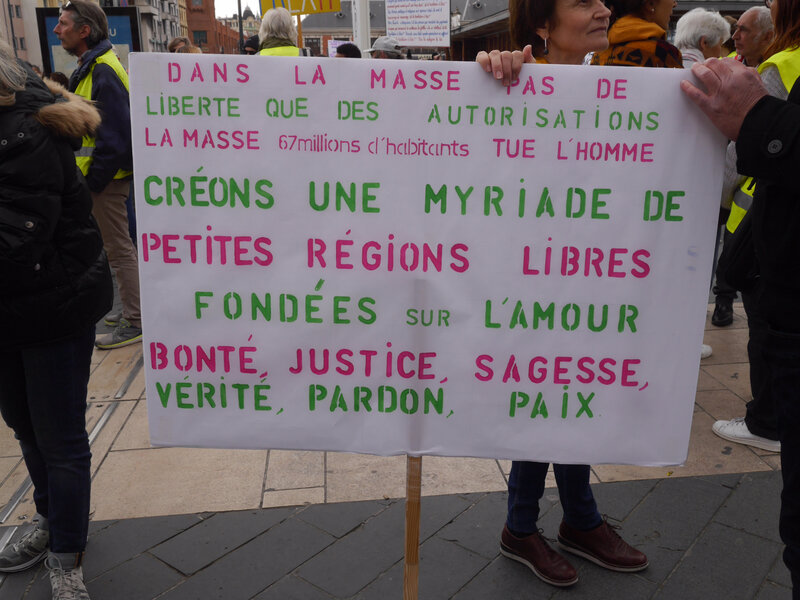 DANS LA MASSE PAS DE
LIBERTE QUE DES AUTORISATIONS
LA MASSE 67millions d'habitants TUE L'HOMME
CRÉONS UNE MYRIADE DE
PETITES RÉGIONS LIBRES
FONDÉES SUR L'AMOUR
BONTÉ, JUSTICE, SAGESSE,
VÉRITÉ, PARDON, PAIX